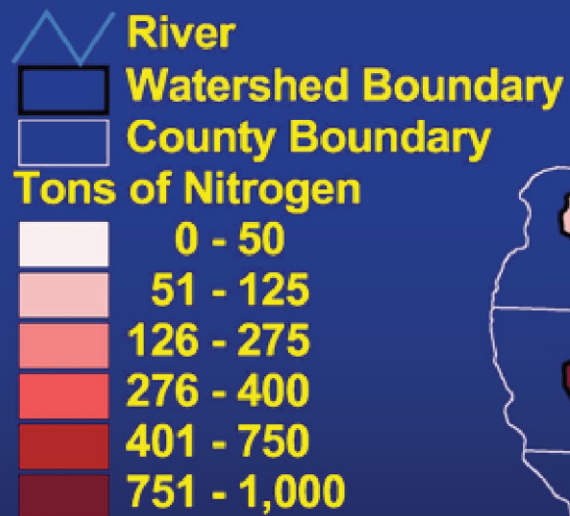 River
Watershed Boundary
County Boundary
Tons of Nitrogen
0 - 50
51 - 125
126 - 275
276 - 400
401 - 750
751 - 1,000